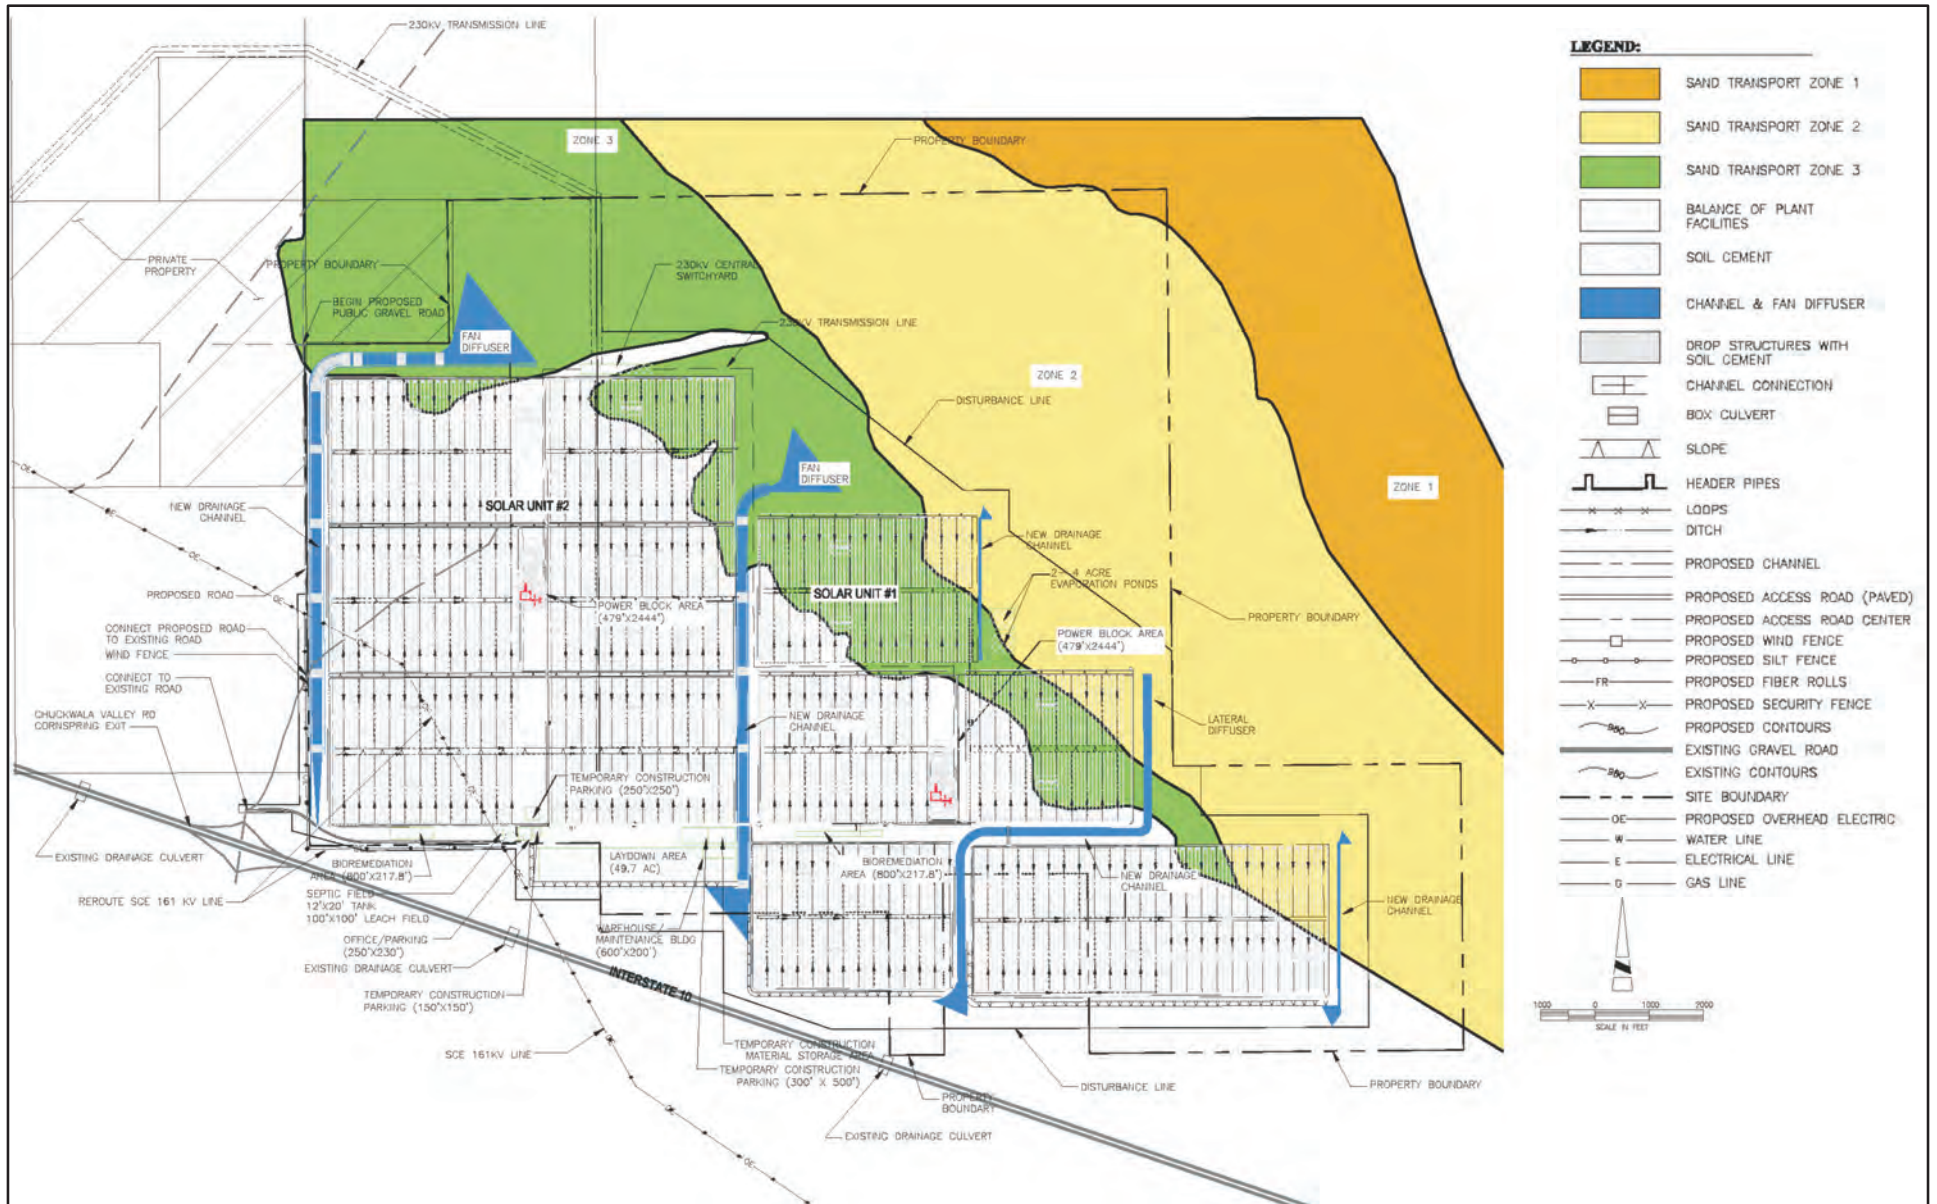 230KV TRANSMISSION LINE
ZONE 3
PROPERTY BOUNDARY
PRIVATE
PROPERTY
PROPERTY BOUNDARY
230KV CENTRAL
SWITCHYARD
BEGIN PROPOSED
PUBLIC GRAVEL ROAD
FAN
DIFFUSER
230KV TRANSMISSION LINE
ZONE 2
DISTURBANCE LINE
FAN
DIFFUSER
ZONE 1
OE
OE
OE
OE
NEW DRAINAGE
CHANNEL
SOLAR UNIT #2
NEW DRAINAGE
CHANNEL
2- 4 ACRE
EVAPORATION PONDS
PROPOSED ROAD
SOLAR UNIT #1
POWER BLOCK AREA
(479'X2444')
PROPERTY BOUNDARY
POWER BLOCK AREA
(479'X2444')
CONNECT PROPOSED ROAD
TO EXISTING ROAD
WIND FENCE
CONNECT TO
EXISTING ROAD
CHUCKWALA VALLEY RD
CORNSPRING EXIT
NEW DRAINAGE
CHANNEL
LATERAL
DIFFUSER
TEMPORARY CONSTRUCTION
PARKING (250'X250')
EXISTING DRAINAGE CULVERT
BIOREMEDIATION
AREA (800'X217.8')
LAYDOWN AREA
(49.7 AC)
BIOREMEDIATION
AREA (800'X217.8')
NEW DRAINAGE
CHANNEL
REROUTE SCE 161 KV LINE
SEPTIC FIELD
12'X20' TANK
100'X100' LEACH FIELD
NEW DRAINAGE
CHANNEL
OFFICE/PARKING
(250'X230')
WAREHOUSE/
MAINTENANCE BLDG
(600'X200')
EXISTING DRAINAGE CULVERT
INTERSTATE 10
TEMPORARY CONSTRUCTION
PARKING (150'X150')
SCE 161KV LINE
TEMPORARY CONSTRUCTION
MATERIAL STORAGE AREA
TEMPORARY CONSTRUCTION
PARKING (300' X 500')
DISTURBANCE LINE
PROPERTY BOUNDARY
PROPERTY
BOUNDARY
EXISTING DRAINAGE CULVERT
OE
OE
LEGEND:
SAND TRANSPORT ZONE 1
SAND TRANSPORT ZONE 2
SAND TRANSPORT ZONE 3
BALANCE OF PLANT
FACILITIES
SOIL CEMENT
CHANNEL & FAN DIFFUSER
DROP STRUCTURES WITH
SOIL CEMENT
CHANNEL CONNECTION
BOX CULVERT
SLOPE
HEADER PIPES
LOOPS
DITCH
PROPOSED CHANNEL
PROPOSED ACCESS ROAD (PAVED)
PROPOSED ACCESS ROAD CENTER
PROPOSED WIND FENCE
PROPOSED SILT FENCE
FR PROPOSED FIBER ROLLS
PROPOSED SECURITY FENCE
PROPOSED CONTOURS
EXISTING GRAVEL ROAD
EXISTING CONTOURS
SITE BOUNDARY
OE PROPOSED OVERHEAD ELECTRIC
W WATER LINE
E ELECTRICAL LINE
G GAS LINE
1000 0 1000 2000
SCALE IN FEET